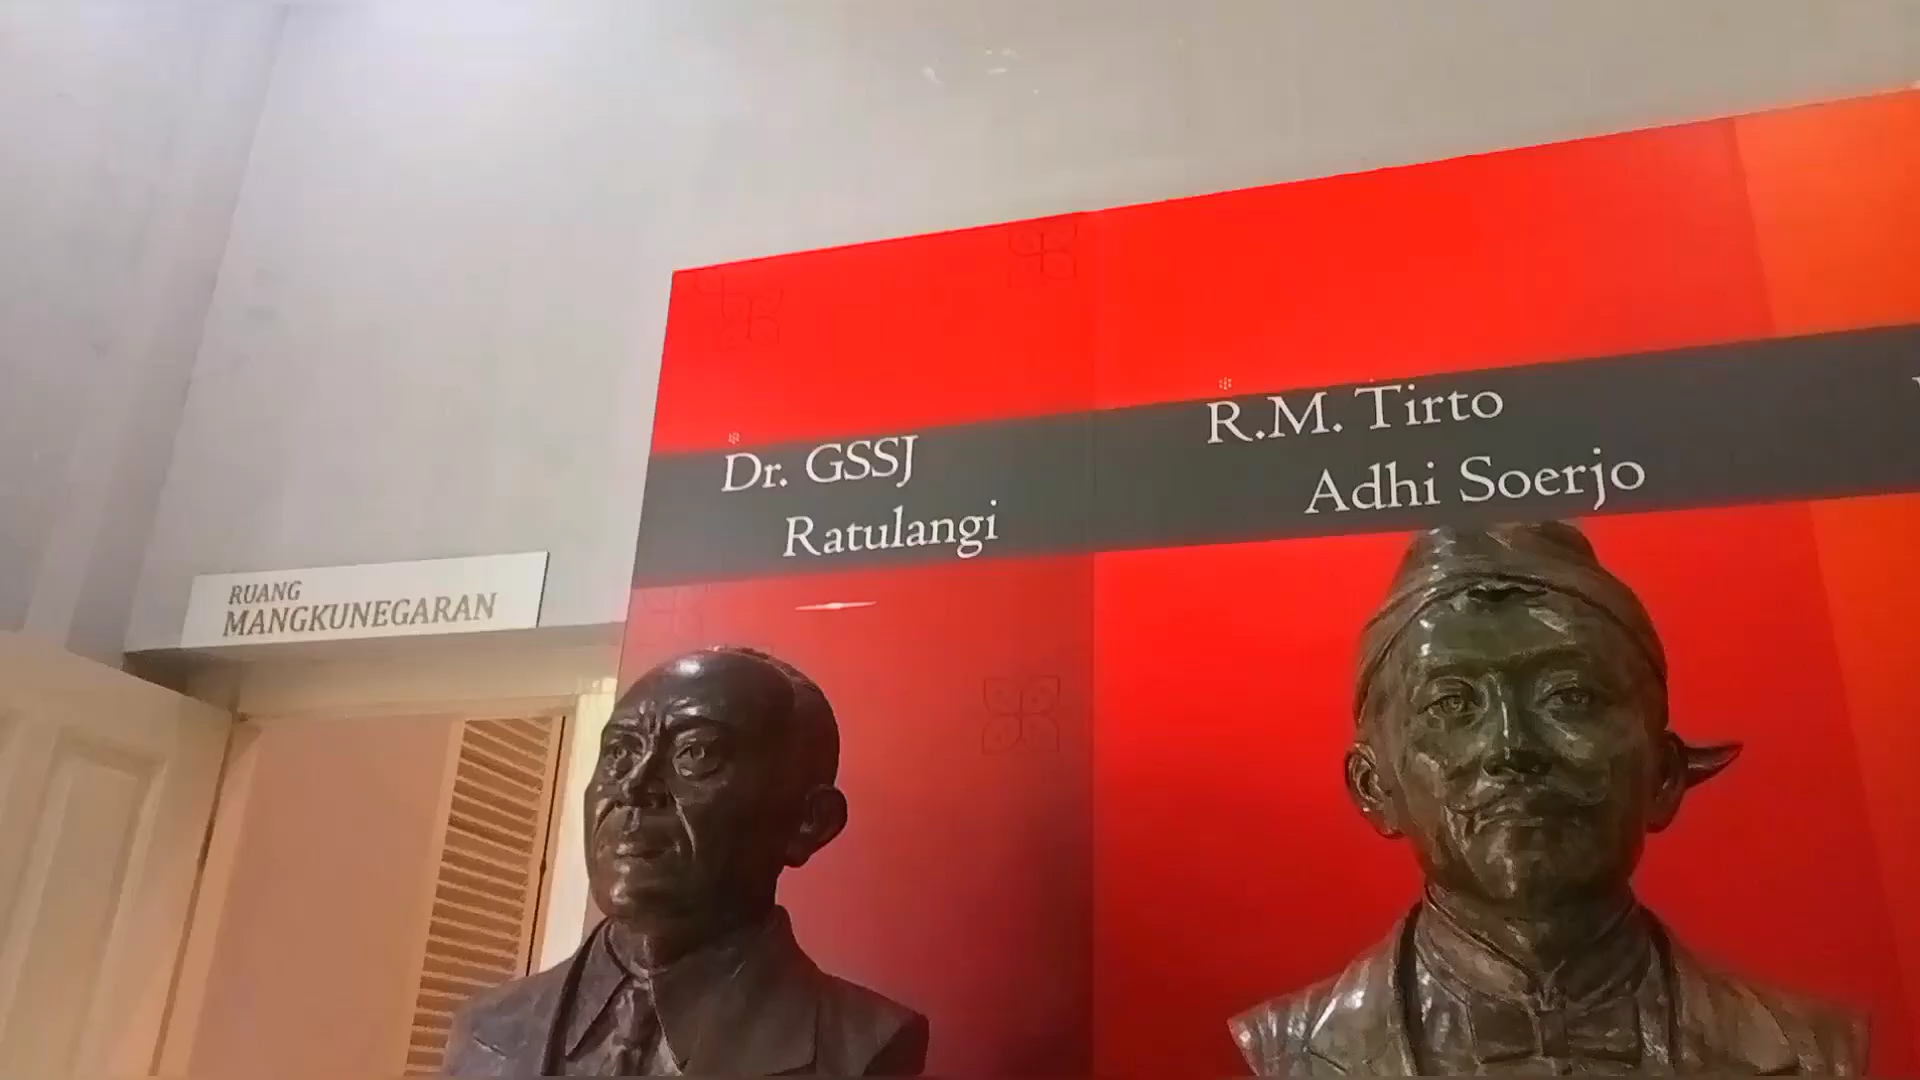 RUANG
MANGKUNEGARAN
Dr. GSSJ
Ratulangi
R.M. Tirto
Adhi Soerjo